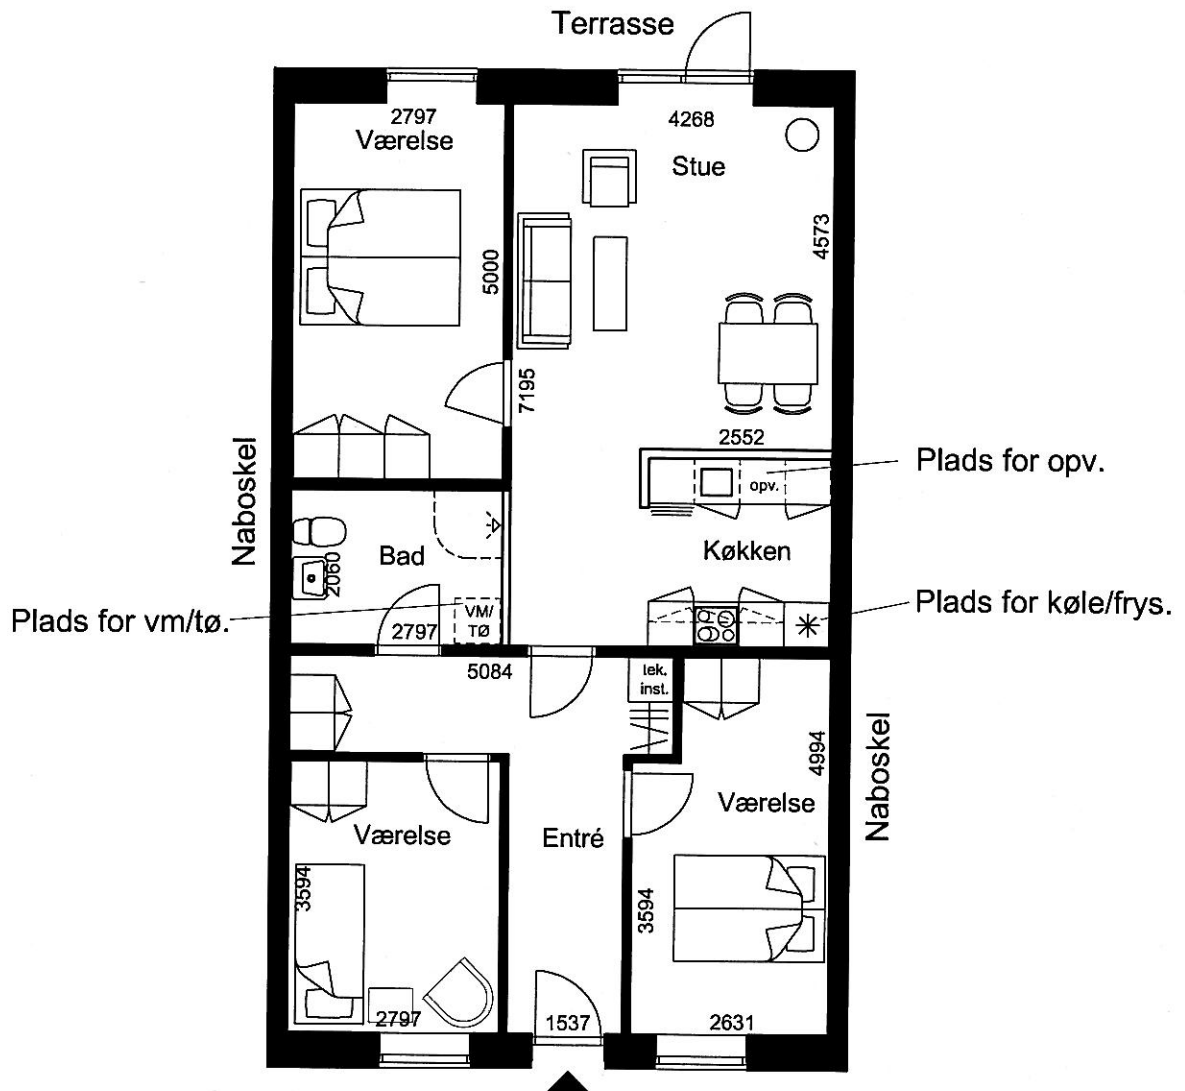 Terrasse
2797
Værelse
4268
Stue
4573
5000
7195
2552
Plads for opv.
opv.
Naboskel
Køkken
Bad
2060
Plads for køle/frys.
Plads for vm/tø.
VM/
TØ
2797
5084
lek.
inst.
4994
Naboskel
Værelse
Værelse
Entré
3594
3594
2797
1537
2631